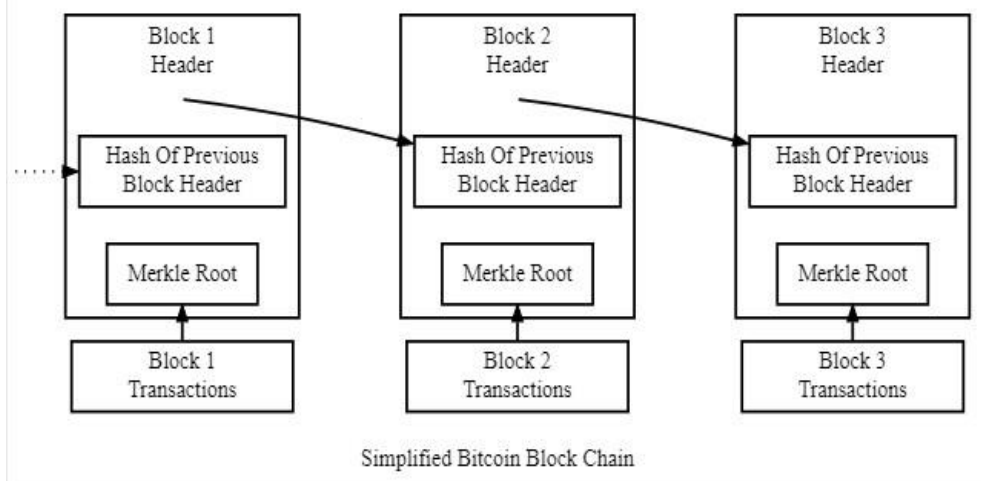 Block 1
Header
Hash Of Previous
Block Header
Merkle Root
Block 1
Transactions
Block 2
Header
Hash Of Previous
Block Header
Merkle Root
Block 2
Transactions
Block 3
Header
Hash Of Previous
Block Header
Merkle Root
Block 3
Transactions
Simplified Bitcoin Block Chain